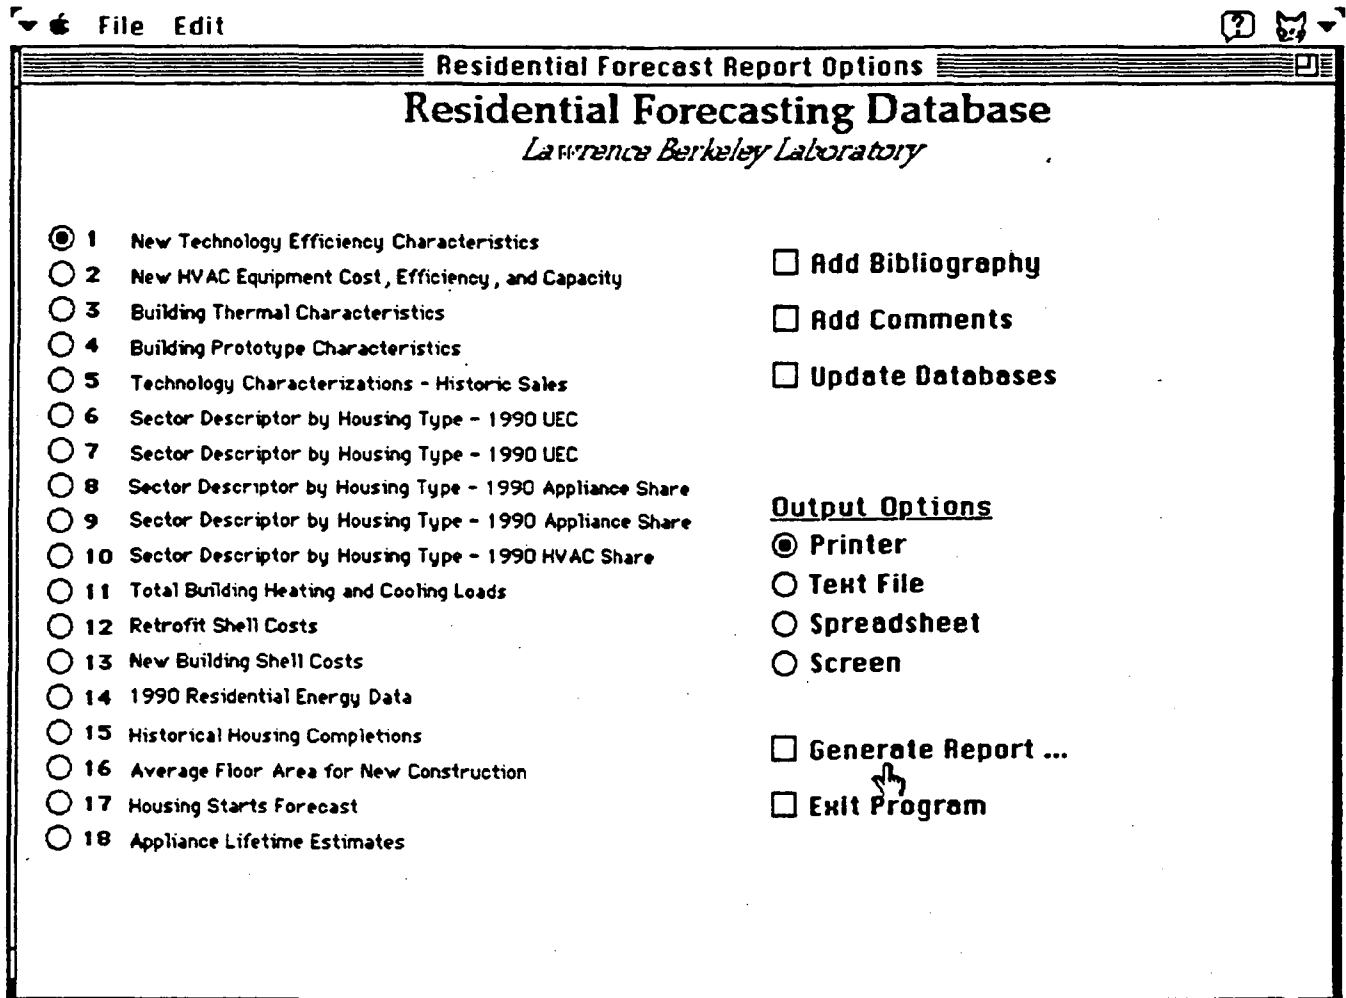 File Edit
Residential Forecast Report Options
Residential Forecasting Database
Lawrence Berkeley Laboratory
1 New Technology Efficiency Characteristics
2 New HVAC Equipment Cost, Efficiency, and Capacity
3 Building Thermal Characteristics
4 Building Prototype Characteristics
5 Technology Characterizations - Historic Sales
6 Sector Descriptor by Housing Type - 1990 UEC
7 Sector Descriptor by Housing Type - 1990 UEC
8 Sector Descriptor by Housing Type - 1990 Appliance Share
9 Sector Descriptor by Housing Type - 1990 Appliance Share
10 Sector Descriptor by Housing Type - 1990 HVAC Share
11 Total Building Heating and Cooling Loads
12 Retrofit Shell Costs
13 New Building Shell Costs
14 1990 Residential Energy Data
15 Historical Housing Completions
16 Average Floor Area for New Construction
17 Housing Starts Forecast
18 Appliance Lifetime Estimates
Add Bibliography
Add Comments
Update Databases
Output Options
Printer
Text File
Spreadsheet
Screen
Generate Report ...
Exit Program